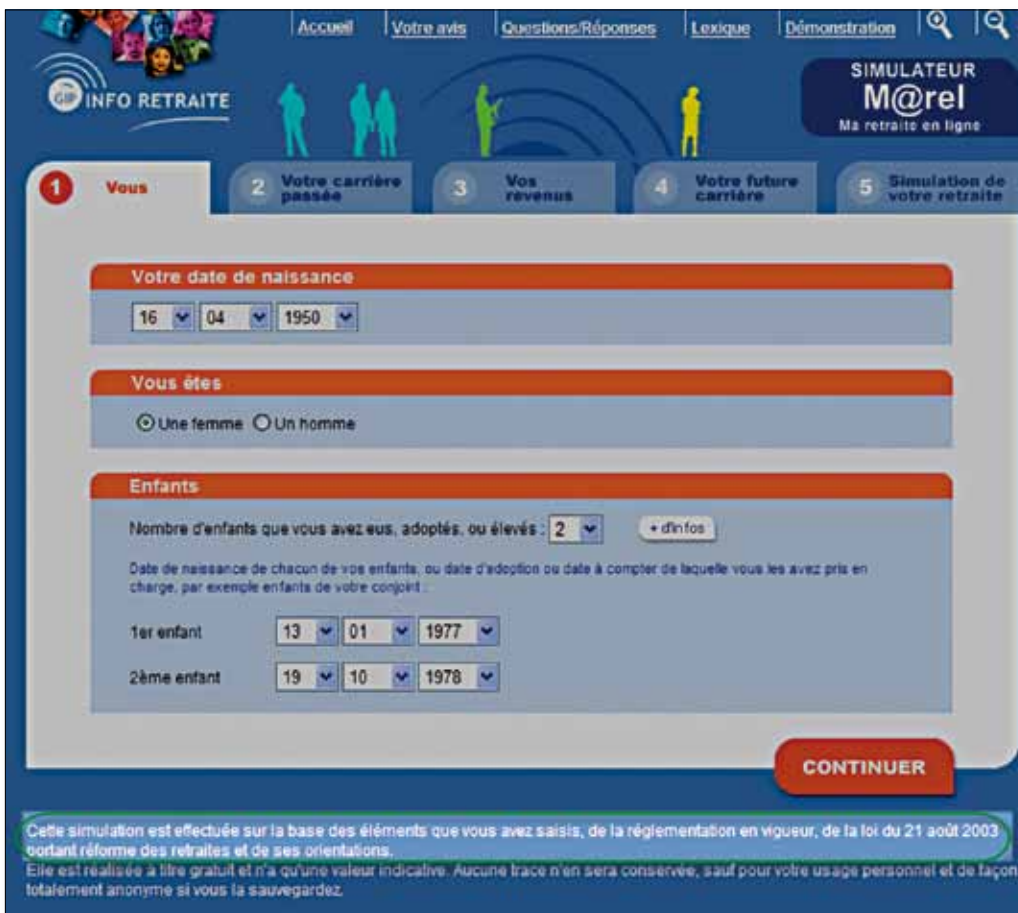 Accueil Votre avis Questions/Réponses Lexique Démonstration
GIP INFO RETRAITE
SIMULATEUR
M@rel
Ma retraite en ligne
1 Vous
2 Votre carrière passée
3 Vos revenus
4 Votre future carrière
5 Simulation de votre retraite
Votre date de naissance
16 04 1950
Vous êtes
Une femme Un homme
Enfants
Nombre d'enfants que vous avez eus, adoptés, ou élevés : 2 + d'infos
Date de naissance de chacun de vos enfants, ou date d'adoption ou date à compter de laquelle vous les avez pris en
charge, par exemple enfants de votre conjoint :
1er enfant 13 01 1977
2ème enfant 19 10 1978
CONTINUER
Cette simulation est effectuée sur la base des éléments que vous avez saisis, de la réglementation en vigueur, de la loi du 21 août 2003
portant réforme des retraites et de ses orientations.
Elle est réalisée à titre gratuit et n'a qu'une valeur indicative. Aucune trace n'en sera conservée, sauf pour votre usage personnel et de façon
totalement anonyme si vous la sauvegardez.